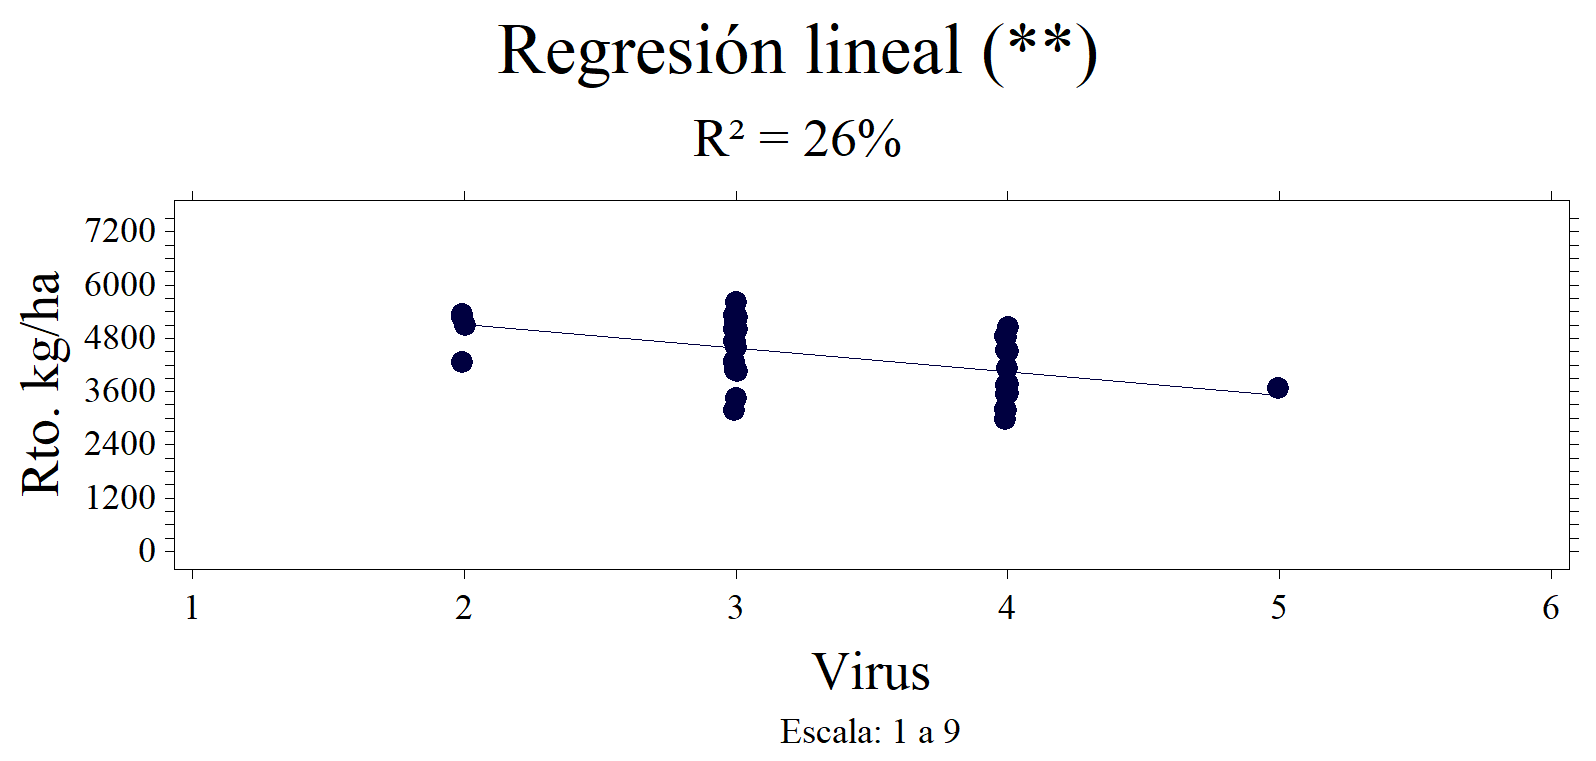 Regresión lineal (**)
R² = 26%
Rto. kg/ha
7200
6000
4800
3600
2400
1200
0
1 2 3 4 5 6
Virus
Escala: 1 a 9